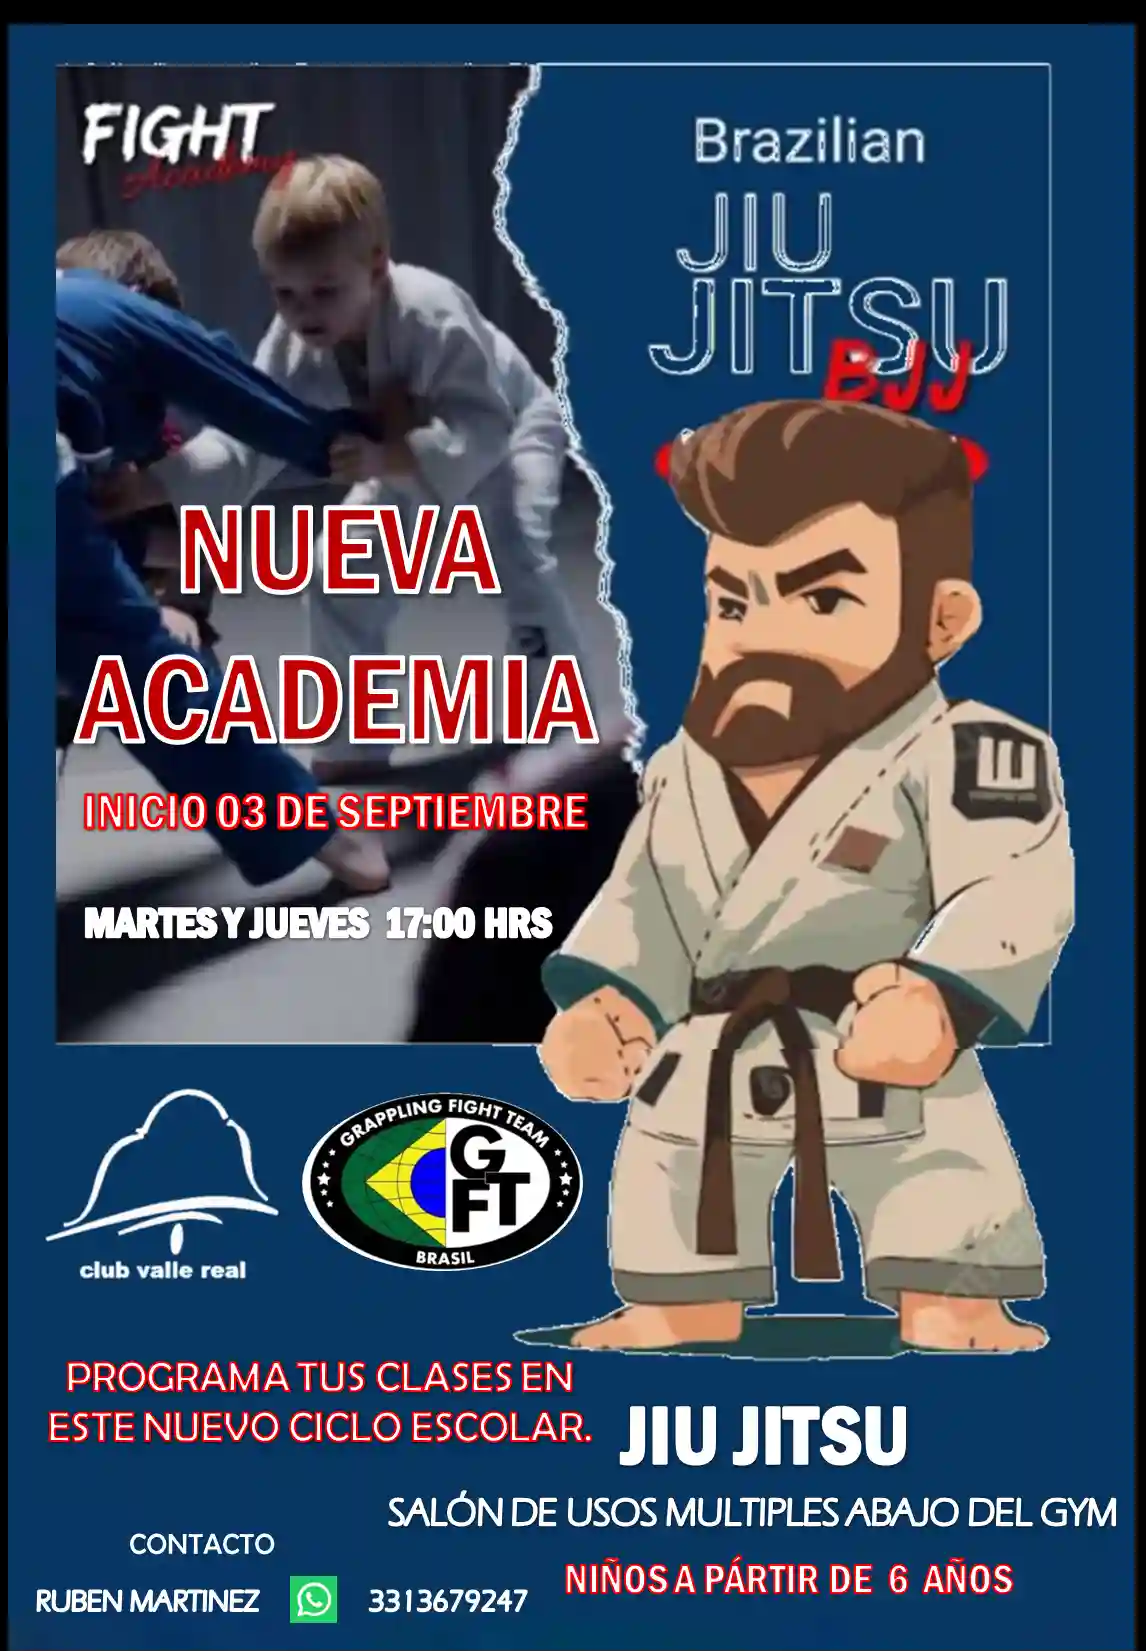 FIGHT
Academy
Brazilian
JIU
JITSU
BJJ
NUEVA
ACADEMIA
INICIO 03 DE SEPTIEMBRE
MARTES Y JUEVES 17:00 HRS
club valle real
GRAPPLING FIGHT TEAM
GFT
BRASIL
PROGRAMA TUS CLASES EN
ESTE NUEVO CICLO ESCOLAR.
JIU JITSU
SALÓN DE USOS MULTIPLES ABAJO DEL GYM
CONTACTO
NIÑOS A PÁRTIR DE 6 AÑOS
RUBEN MARTINEZ 3313679247